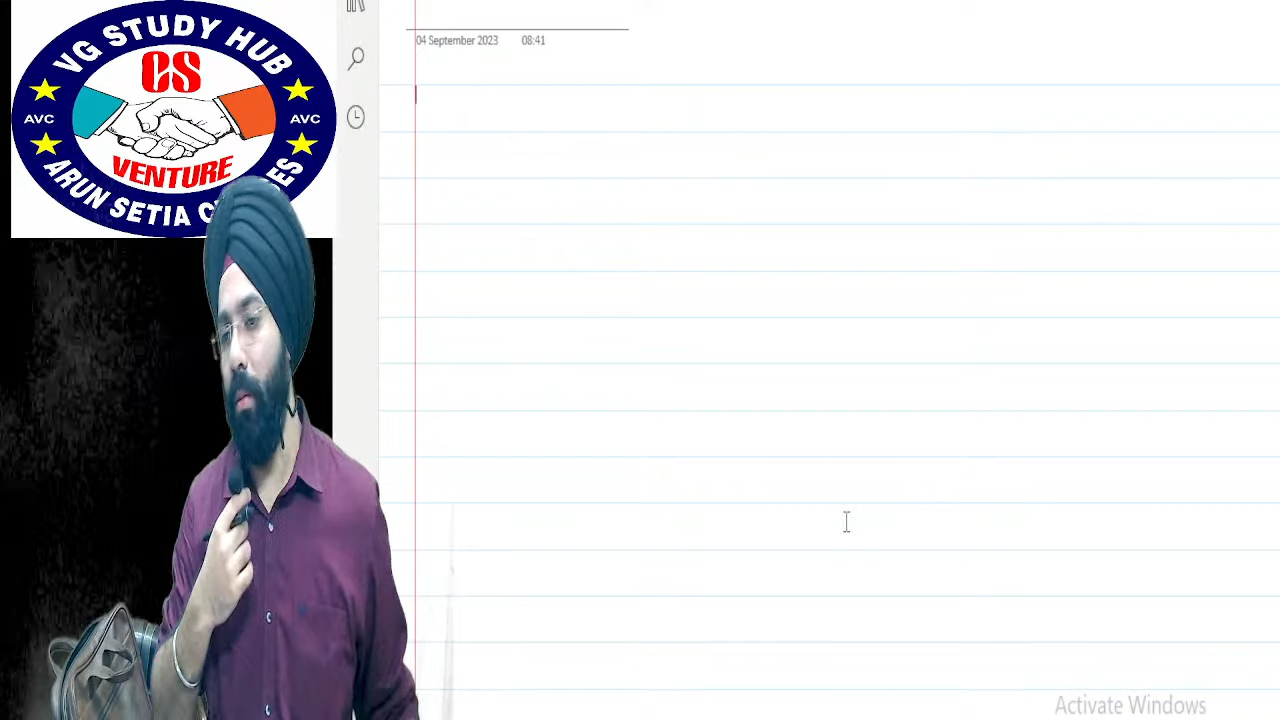 VG STUDY HUB
CS
AVC
AVC
VENTURE
ARUN SETIA
04 September 2023 08:41
Activate Windows